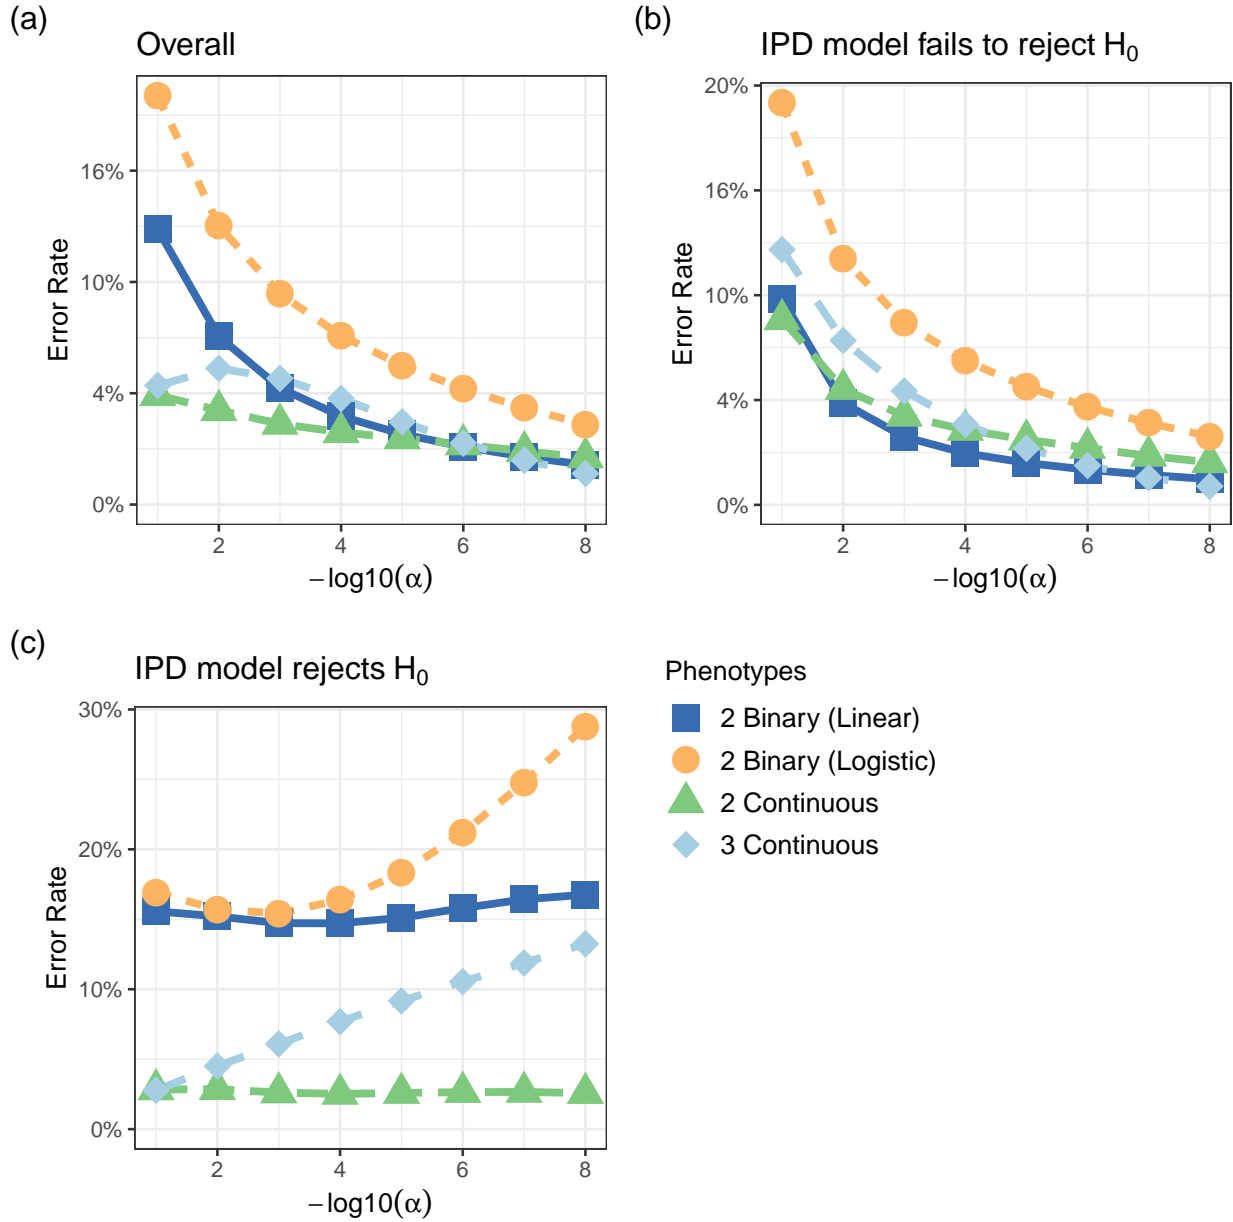 (a)
Overall
Error Rate
16%
10%
4%
0%
2 4 6 8
−log10(α)
(b)
IPD model fails to reject H₀
Error Rate
20%
16%
10%
4%
0%
2 4 6 8
−log10(α)
(c)
IPD model rejects H₀
Error Rate
30%
20%
10%
0%
2 4 6 8
−log10(α)
Phenotypes
2 Binary (Linear)
2 Binary (Logistic)
2 Continuous
3 Continuous